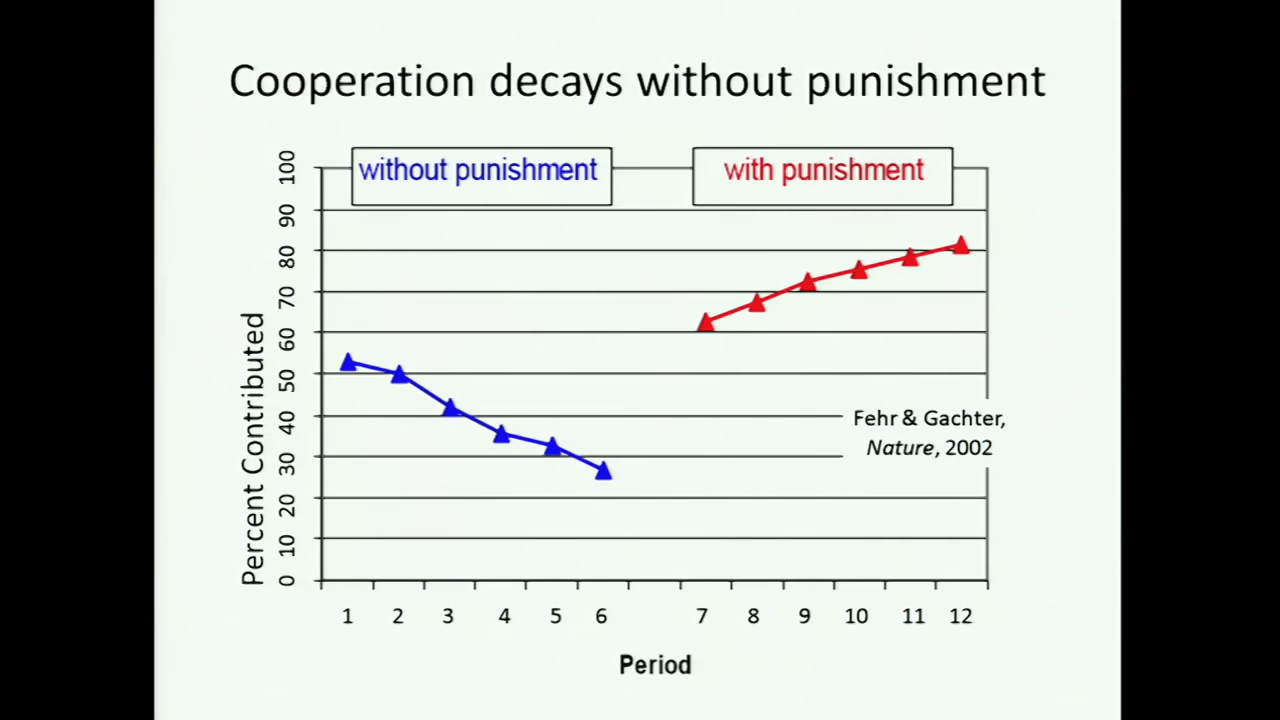 Cooperation decays without punishment
without punishment
with punishment
Percent Contributed
100
90
80
70
60
50
40
30
20
10
0
Fehr & Gachter,
Nature, 2002
1 2 3 4 5 6 7 8 9 10 11 12
Period